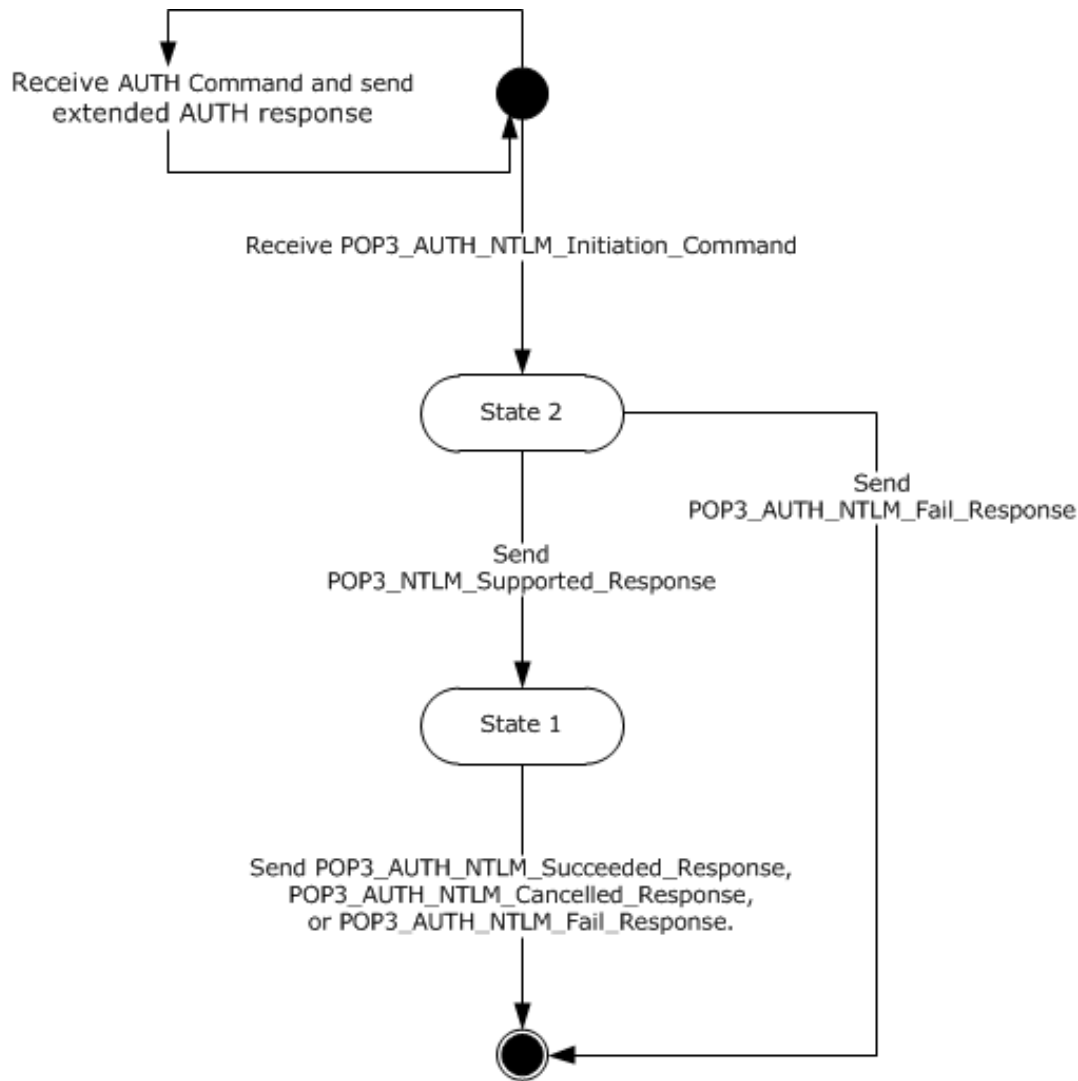 Receive AUTH Command and send
extended AUTH response
Receive POP3_AUTH_NTLM_Initiation_Command
State 2
Send
POP3_AUTH_NTLM_Fail_Response
Send
POP3_NTLM_Supported_Response
State 1
Send POP3_AUTH_NTLM_Succeeded_Response,
POP3_AUTH_NTLM_Cancelled_Response,
or POP3_AUTH_NTLM_Fail_Response.